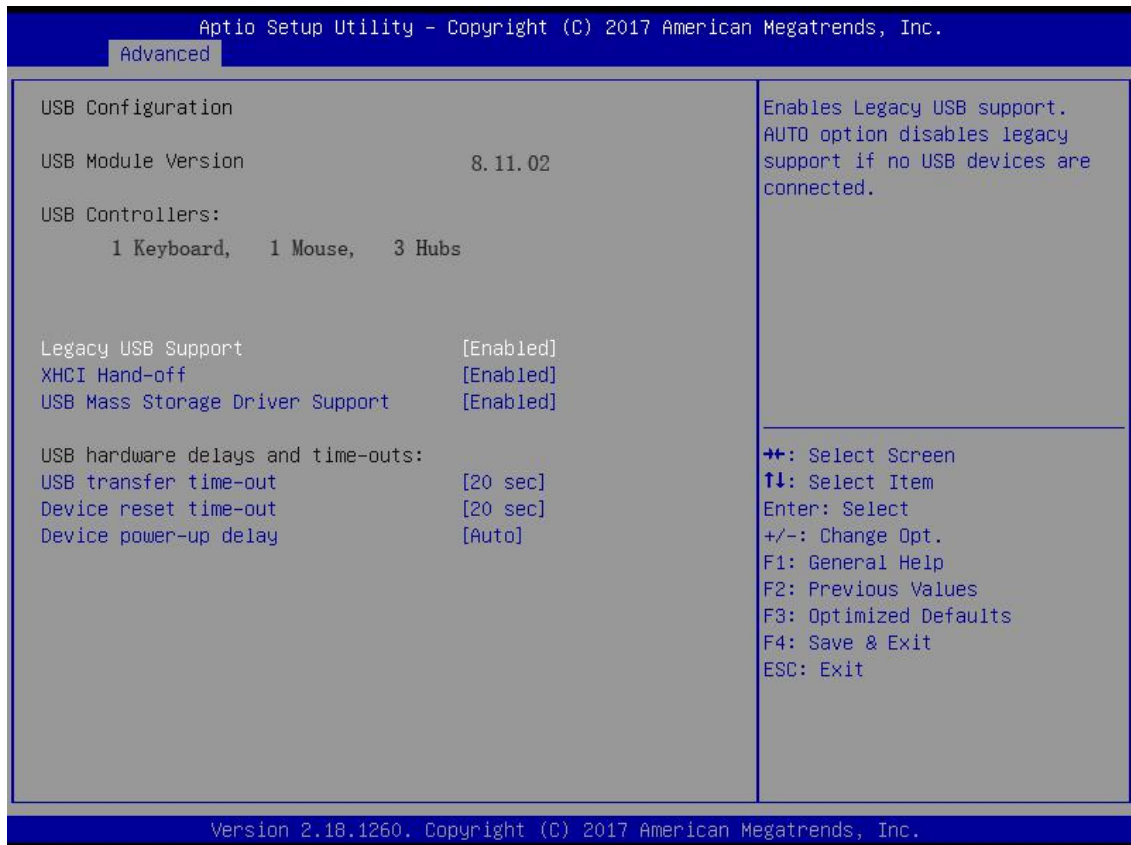 Aptio Setup Utility – Copyright (C) 2017 American Megatrends, Inc.
Advanced
USB Configuration
USB Module Version 8.11.02
USB Controllers:
1 Keyboard, 1 Mouse, 3 Hubs
Legacy USB Support [Enabled]
XHCI Hand-off [Enabled]
USB Mass Storage Driver Support [Enabled]
USB hardware delays and time-outs:
USB transfer time-out [20 sec]
Device reset time-out [20 sec]
Device power-up delay [Auto]
Enables Legacy USB support.
AUTO option disables legacy
support if no USB devices are
connected.
→←: Select Screen
↑↓: Select Item
Enter: Select
+/-: Change Opt.
F1: General Help
F2: Previous Values
F3: Optimized Defaults
F4: Save & Exit
ESC: Exit
Version 2.18.1260. Copyright (C) 2017 American Megatrends, Inc.